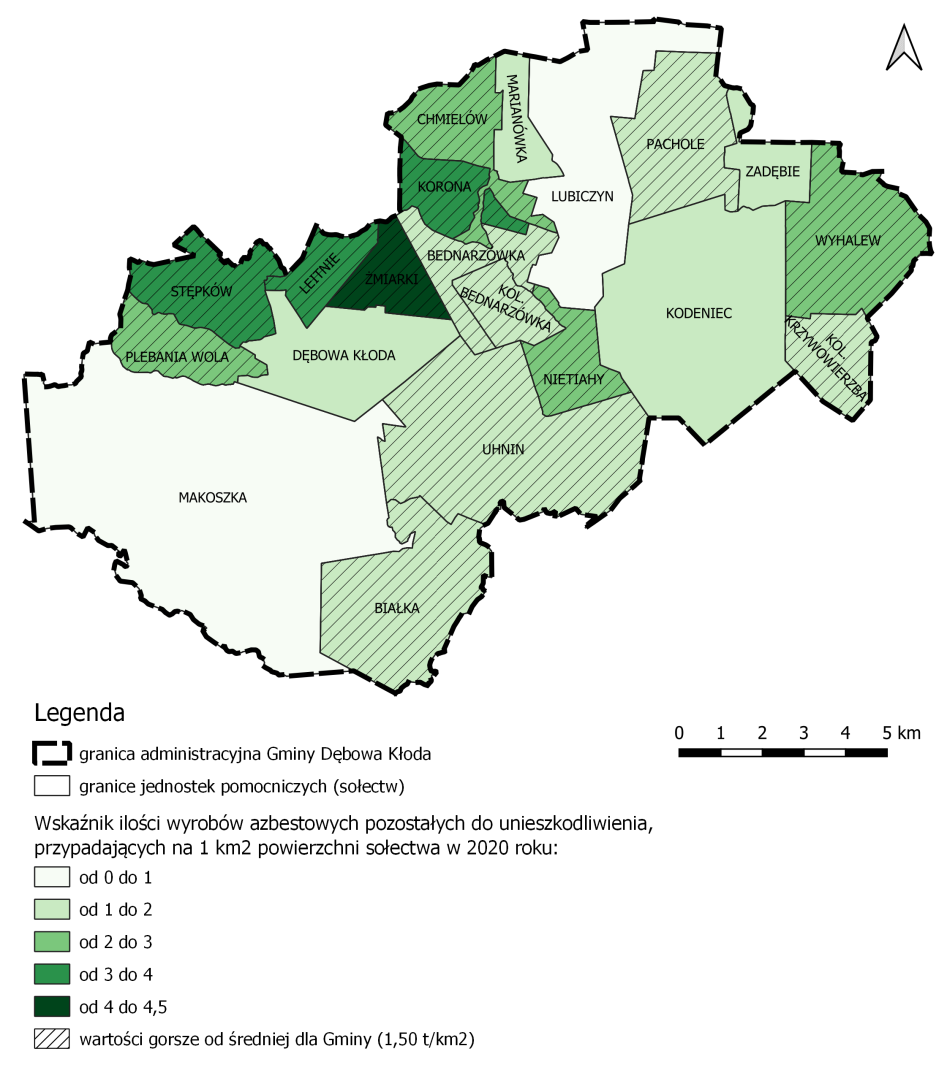 CHMIELÓW
MARIANÓWKA
PACHOLE
ZADĘBIE
KORONA
LUBICZYN
WYHALEW
BEDNARZÓWKA
LEITNIE
ŻMIARKI
STĘPKÓW
KOL.
BEDNARZÓWKA
KODENIEC
KOL.
KRZYWOWIERZBA
PLEBANIA WOLA
DĘBOWA KŁODA
NIETIAHY
UHNIN
MAKOSZKA
BIAŁKA
Legenda
granica administracyjna Gminy Dębowa Kłoda
granice jednostek pomocniczych (sołectw)
0 1 2 3 4 5 km
Wskaźnik ilości wyrobów azbestowych pozostałych do unieszkodliwienia,
przypadających na 1 km2 powierzchni sołectwa w 2020 roku:
od 0 do 1
od 1 do 2
od 2 do 3
od 3 do 4
od 4 do 4,5
wartości gorsze od średniej dla Gminy (1,50 t/km2)